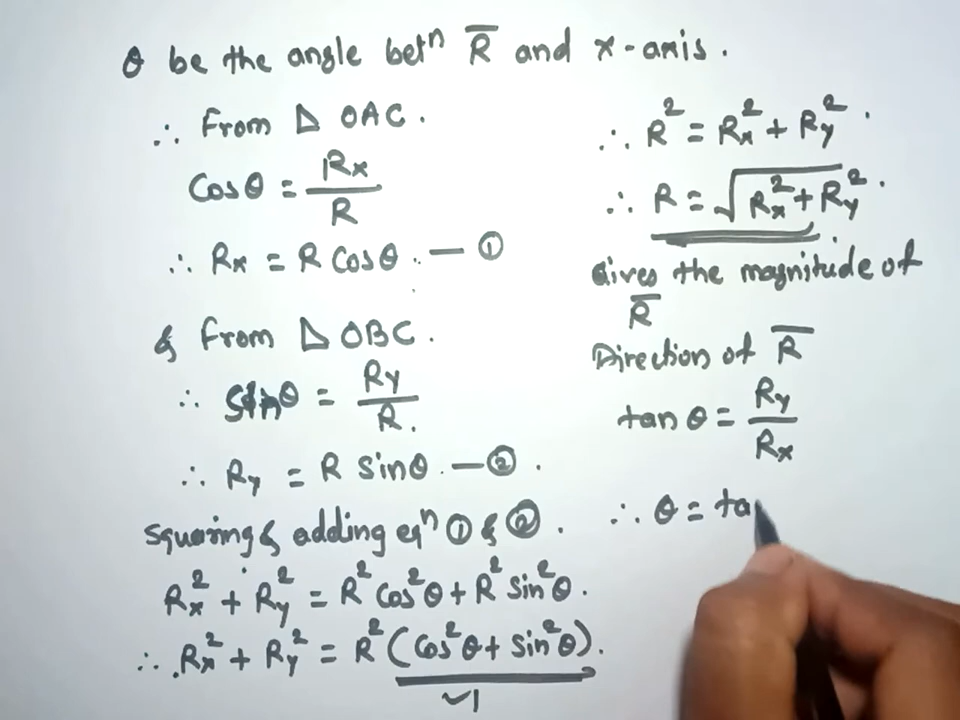 θ be the angle betⁿ R̅ and x-axis.
∴ From △ OAC.
Cosθ = Rx/R
∴ Rx = R Cosθ. — ①
& From △ OBC.
∴ Sinθ = Ry/R.
∴ Ry = R Sinθ — ② .
Squaring & adding eqⁿ ① & ② .
Rx² + Ry² = R² Cos²θ + R² Sin²θ.
∴ Rx² + Ry² = R² (Cos²θ + Sin²θ).
1
∴ R² = Rx² + Ry² .
∴ R = √(Rx² + Ry²) .
Gives the magnitude of
R̅
Direction of R̅
tan θ = Ry/Rx
∴ θ = ta